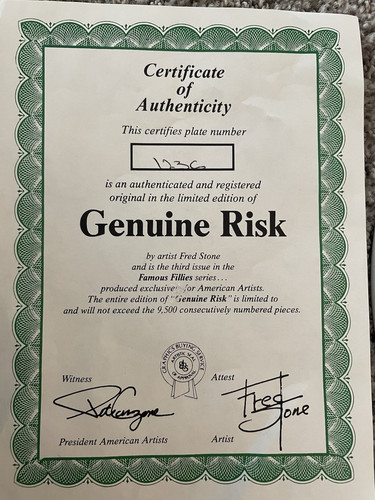 Certificate
of
Authenticity
This certifies plate number
1236
is an authenticated and registered
original in the limited edition of
Genuine Risk
by artist Fred Stone
and is the third issue in the
Famous Fillies series...
produced exclusively for American Artists.
The entire edition of "Genuine Risk" is limited to
and will not exceed the 9,500 consecutively numbered pieces.
GRAPHICS BUYING SERVICE
Witness
Attest
Fred
Stone
President American Artists
Artist